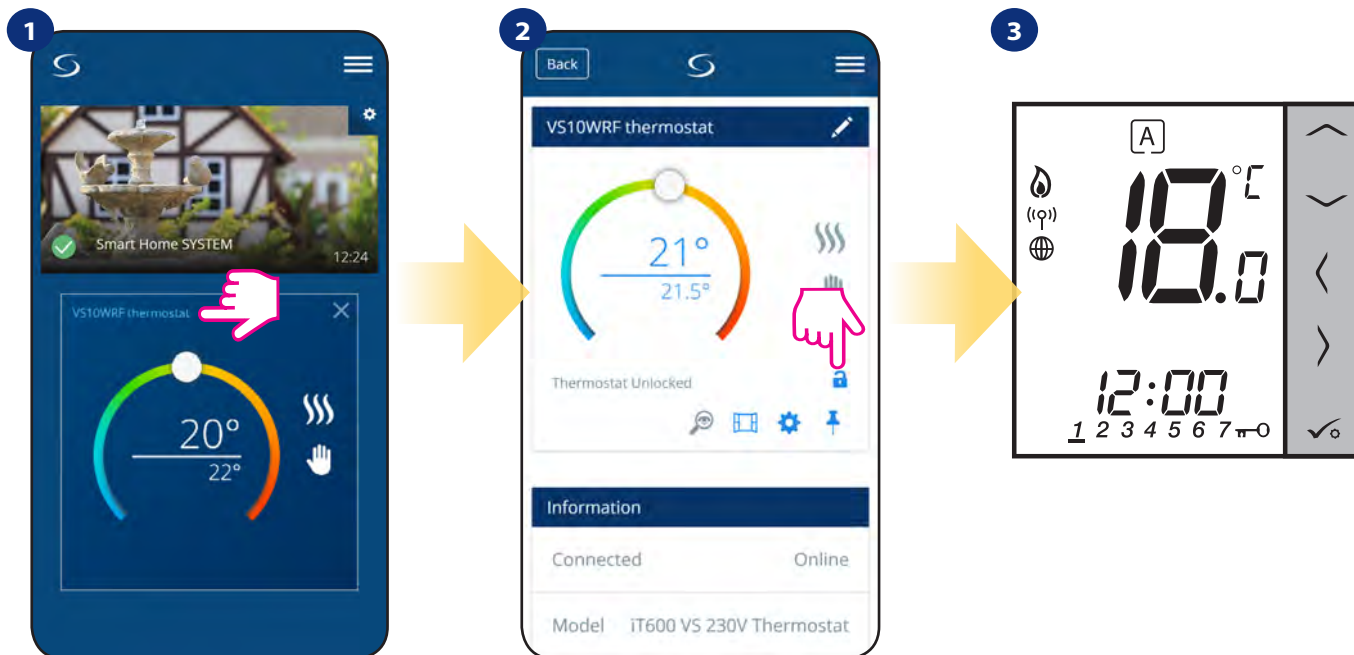 1
Smart Home SYSTEM
12:24
VS10WRF thermostat
20°
22°
2
Back
VS10WRF thermostat
21°
21.5°
Thermostat Unlocked
Information
Connected Online
Model iT600 VS 230V Thermostat
3
A
18.0 °C
12:00
1 2 3 4 5 6 7